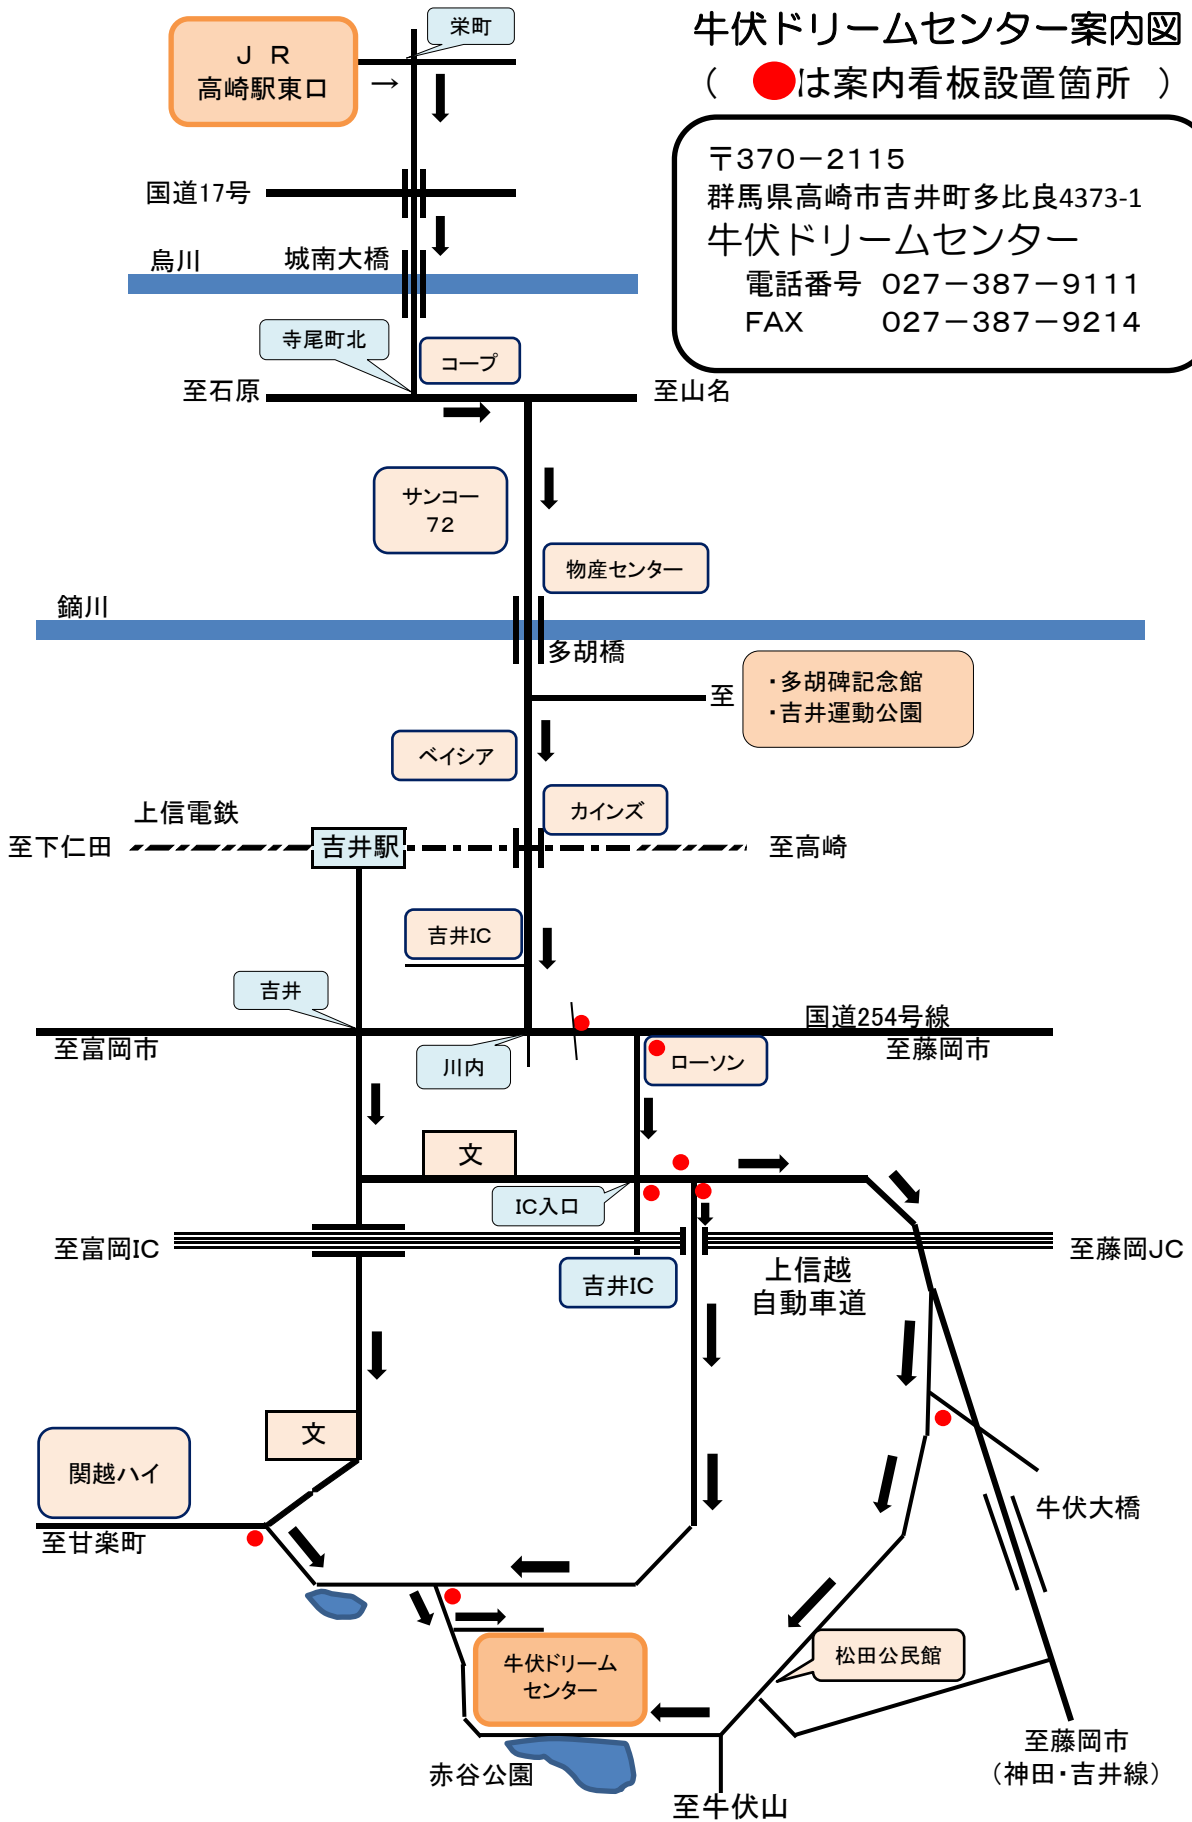 牛伏ドリームセンター案内図
（　●は案内看板設置箇所　）
〒370－2115
群馬県高崎市吉井町多比良4373-1
牛伏ドリームセンター
電話番号　027－387－9111
FAX　027－387－9214
栄町
ＪＲ
高崎駅東口
→
国道17号
烏川
城南大橋
寺尾町北
コープ
至石原
至山名
サンコー
72
物産センター
鏑川
多胡橋
至
・多胡碑記念館
・吉井運動公園
ベイシア
カインズ
上信電鉄
至下仁田
吉井駅
至高崎
吉井IC
吉井
国道254号線
至富岡市
川内
ローソン
至藤岡市
文
IC入口
至富岡IC
至藤岡JC
吉井IC
上信越
自動車道
文
関越ハイ
至甘楽町
牛伏大橋
松田公民館
牛伏ドリーム
センター
赤谷公園
至牛伏山
至藤岡市
（神田・吉井線）